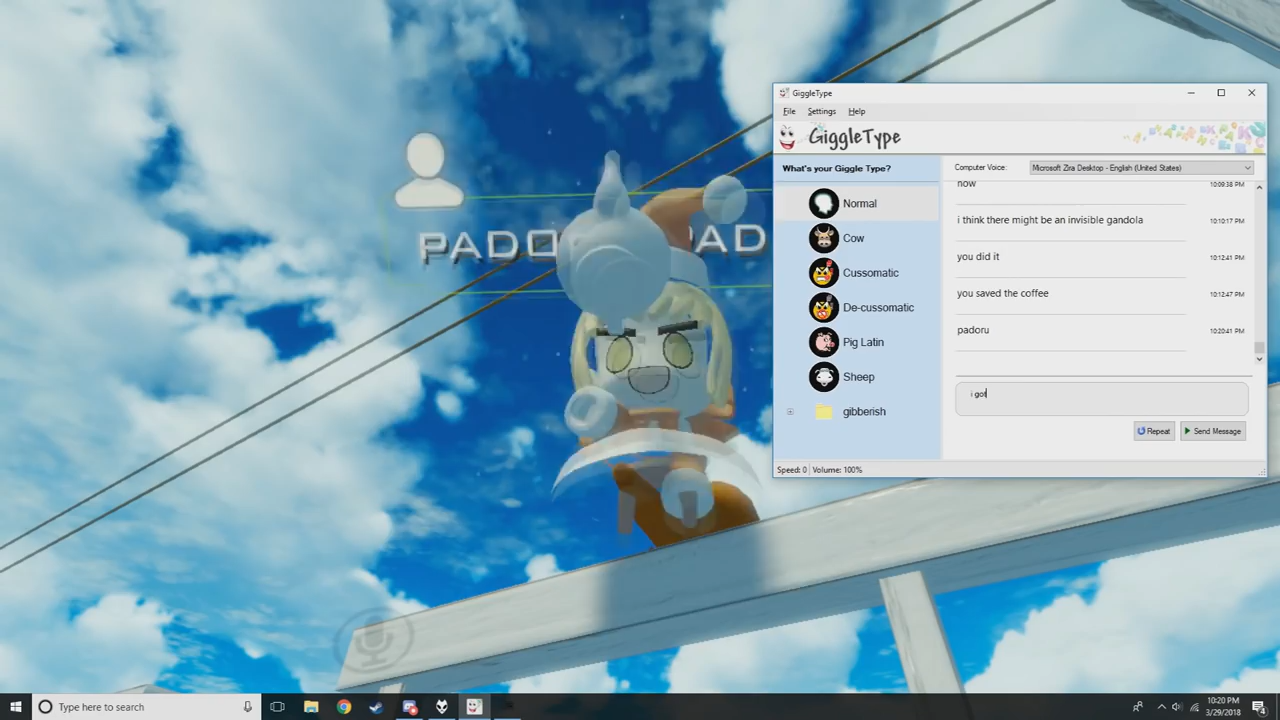 PADO
PAD
GiggleType
File Settings Help
GiggleType
What's your Giggle Type?
Normal
Cow
Cussomatic
De-cussomatic
Pig Latin
Sheep
gibberish
Computer Voice:
Microsoft Zira Desktop - English (United States)
now
10:09:38 PM
i think there might be an invisible gandola
10:10:17 PM
you did it
10:12:41 PM
you saved the coffee
10:12:47 PM
padoru
10:20:41 PM
i got
Repeat
Send Message
Speed: 0 Volume: 100%
Type here to search
10:20 PM
3/29/2018
4